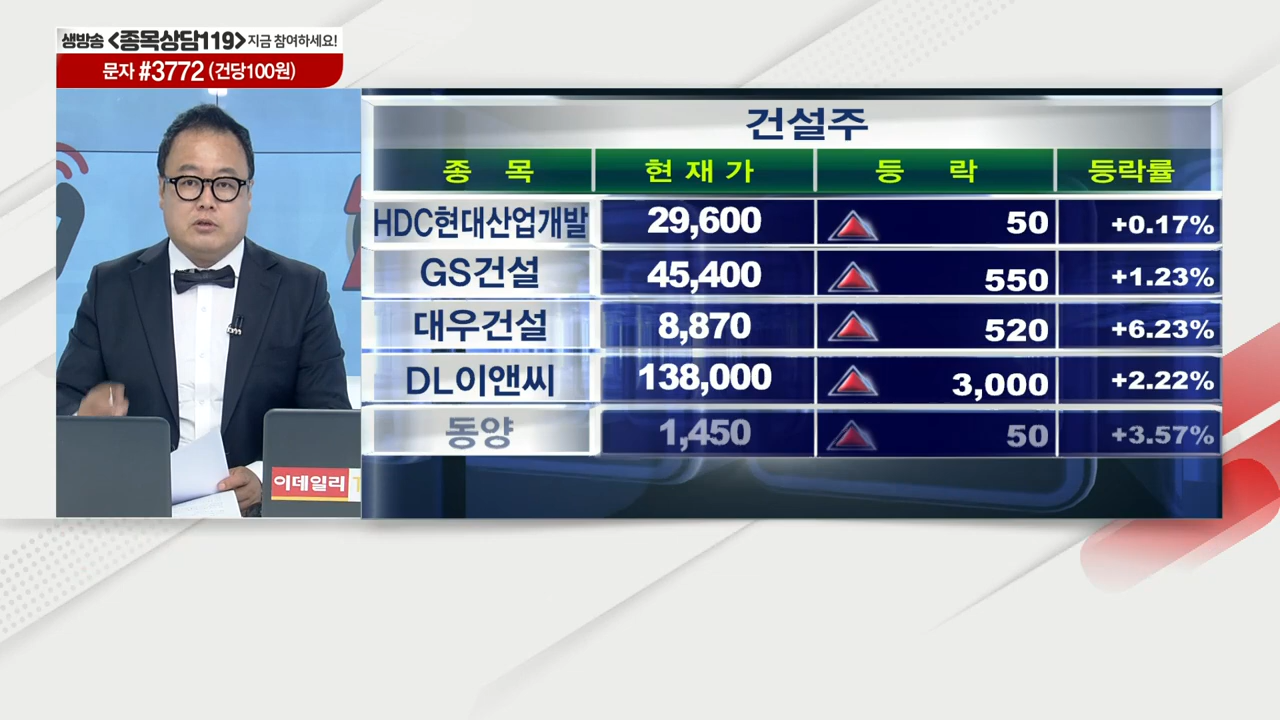 생방송 <종목상담119> 지금 참여하세요!
문자 #3772 (건당100원)
건설주
종목 현재가 등락 등락률
HDC현대산업개발 29,600 ▲ 50 +0.17%
GS건설 45,400 ▲ 550 +1.23%
대우건설 8,870 ▲ 520 +6.23%
DL이앤씨 138,000 ▲ 3,000 +2.22%
동양 1,450 ▲ 50 +3.57%
이데일리 T